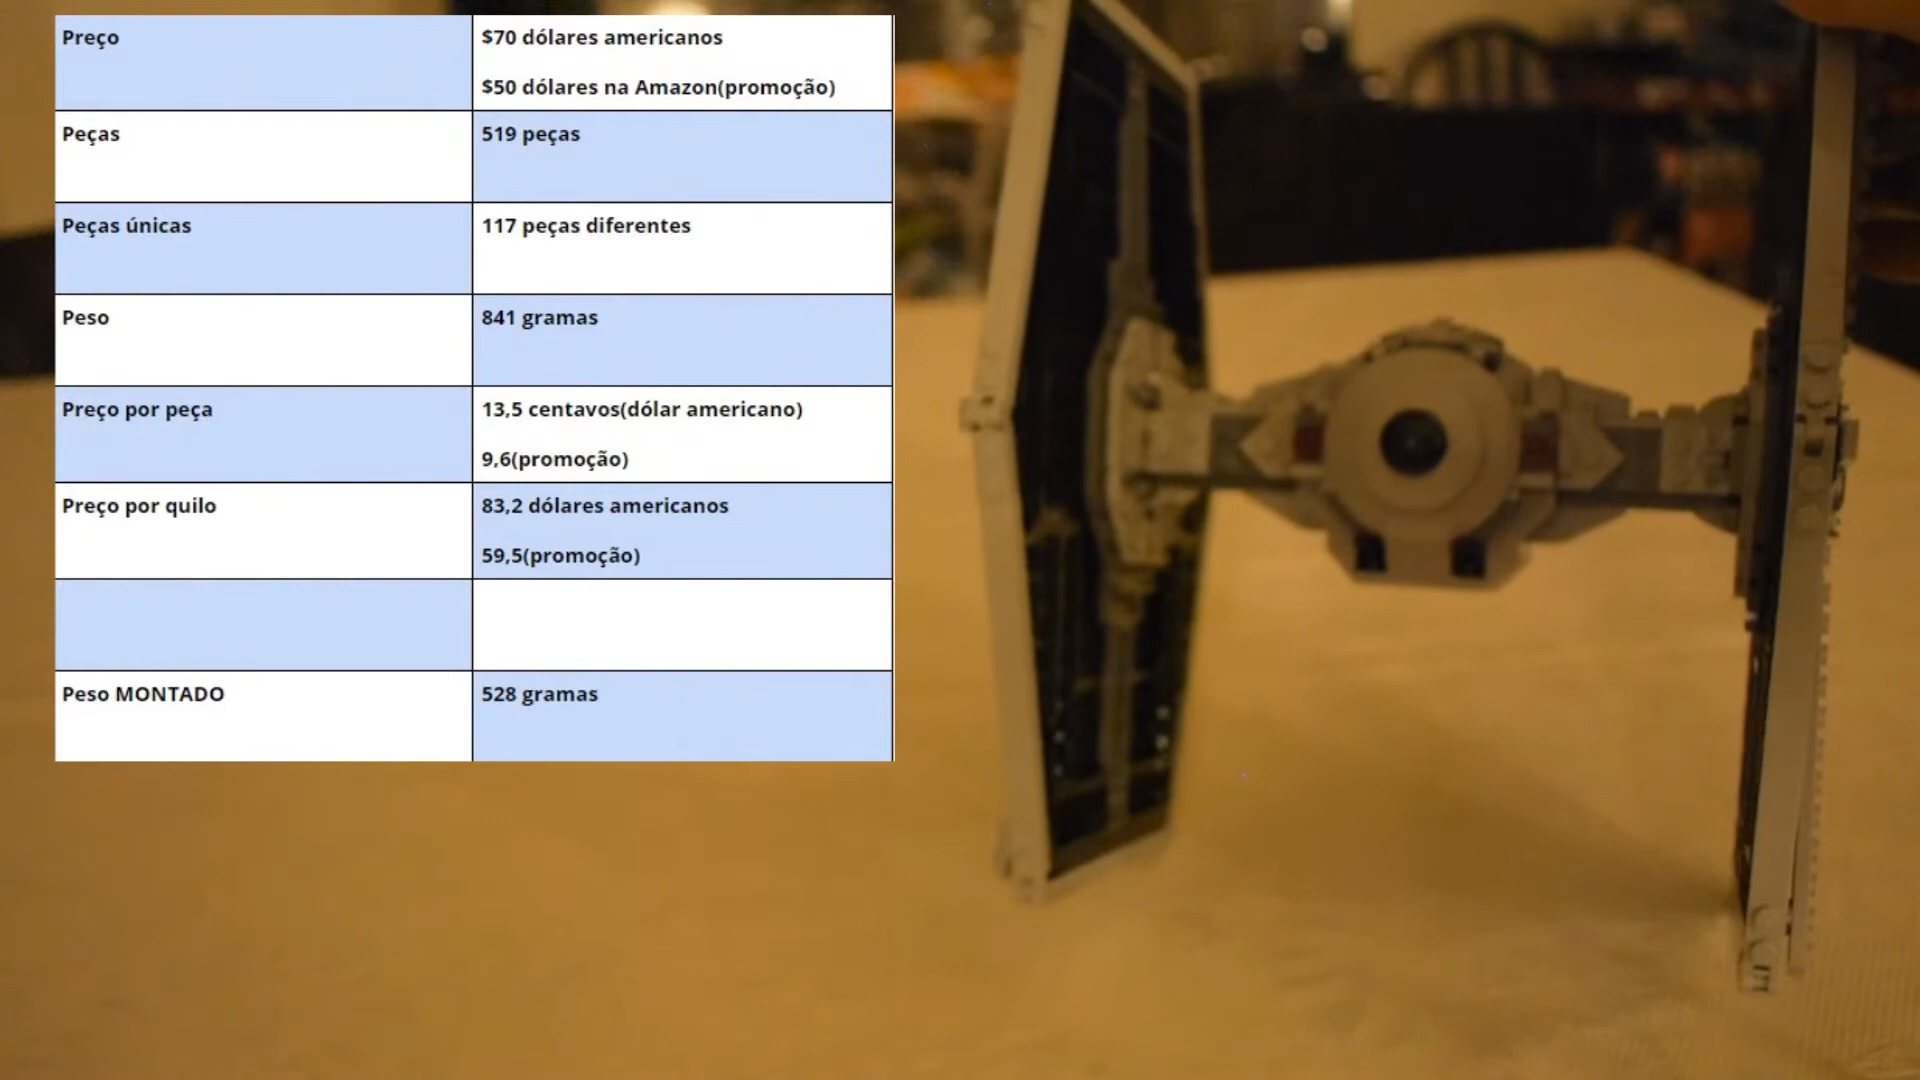 Preço
$70 dólares americanos
$50 dólares na Amazon(promoção)
Peças
519 peças
Peças únicas
117 peças diferentes
Peso
841 gramas
Preço por peça
13,5 centavos(dólar americano)
9,6(promoção)
Preço por quilo
83,2 dólares americanos
59,5(promoção)
Peso MONTADO
528 gramas